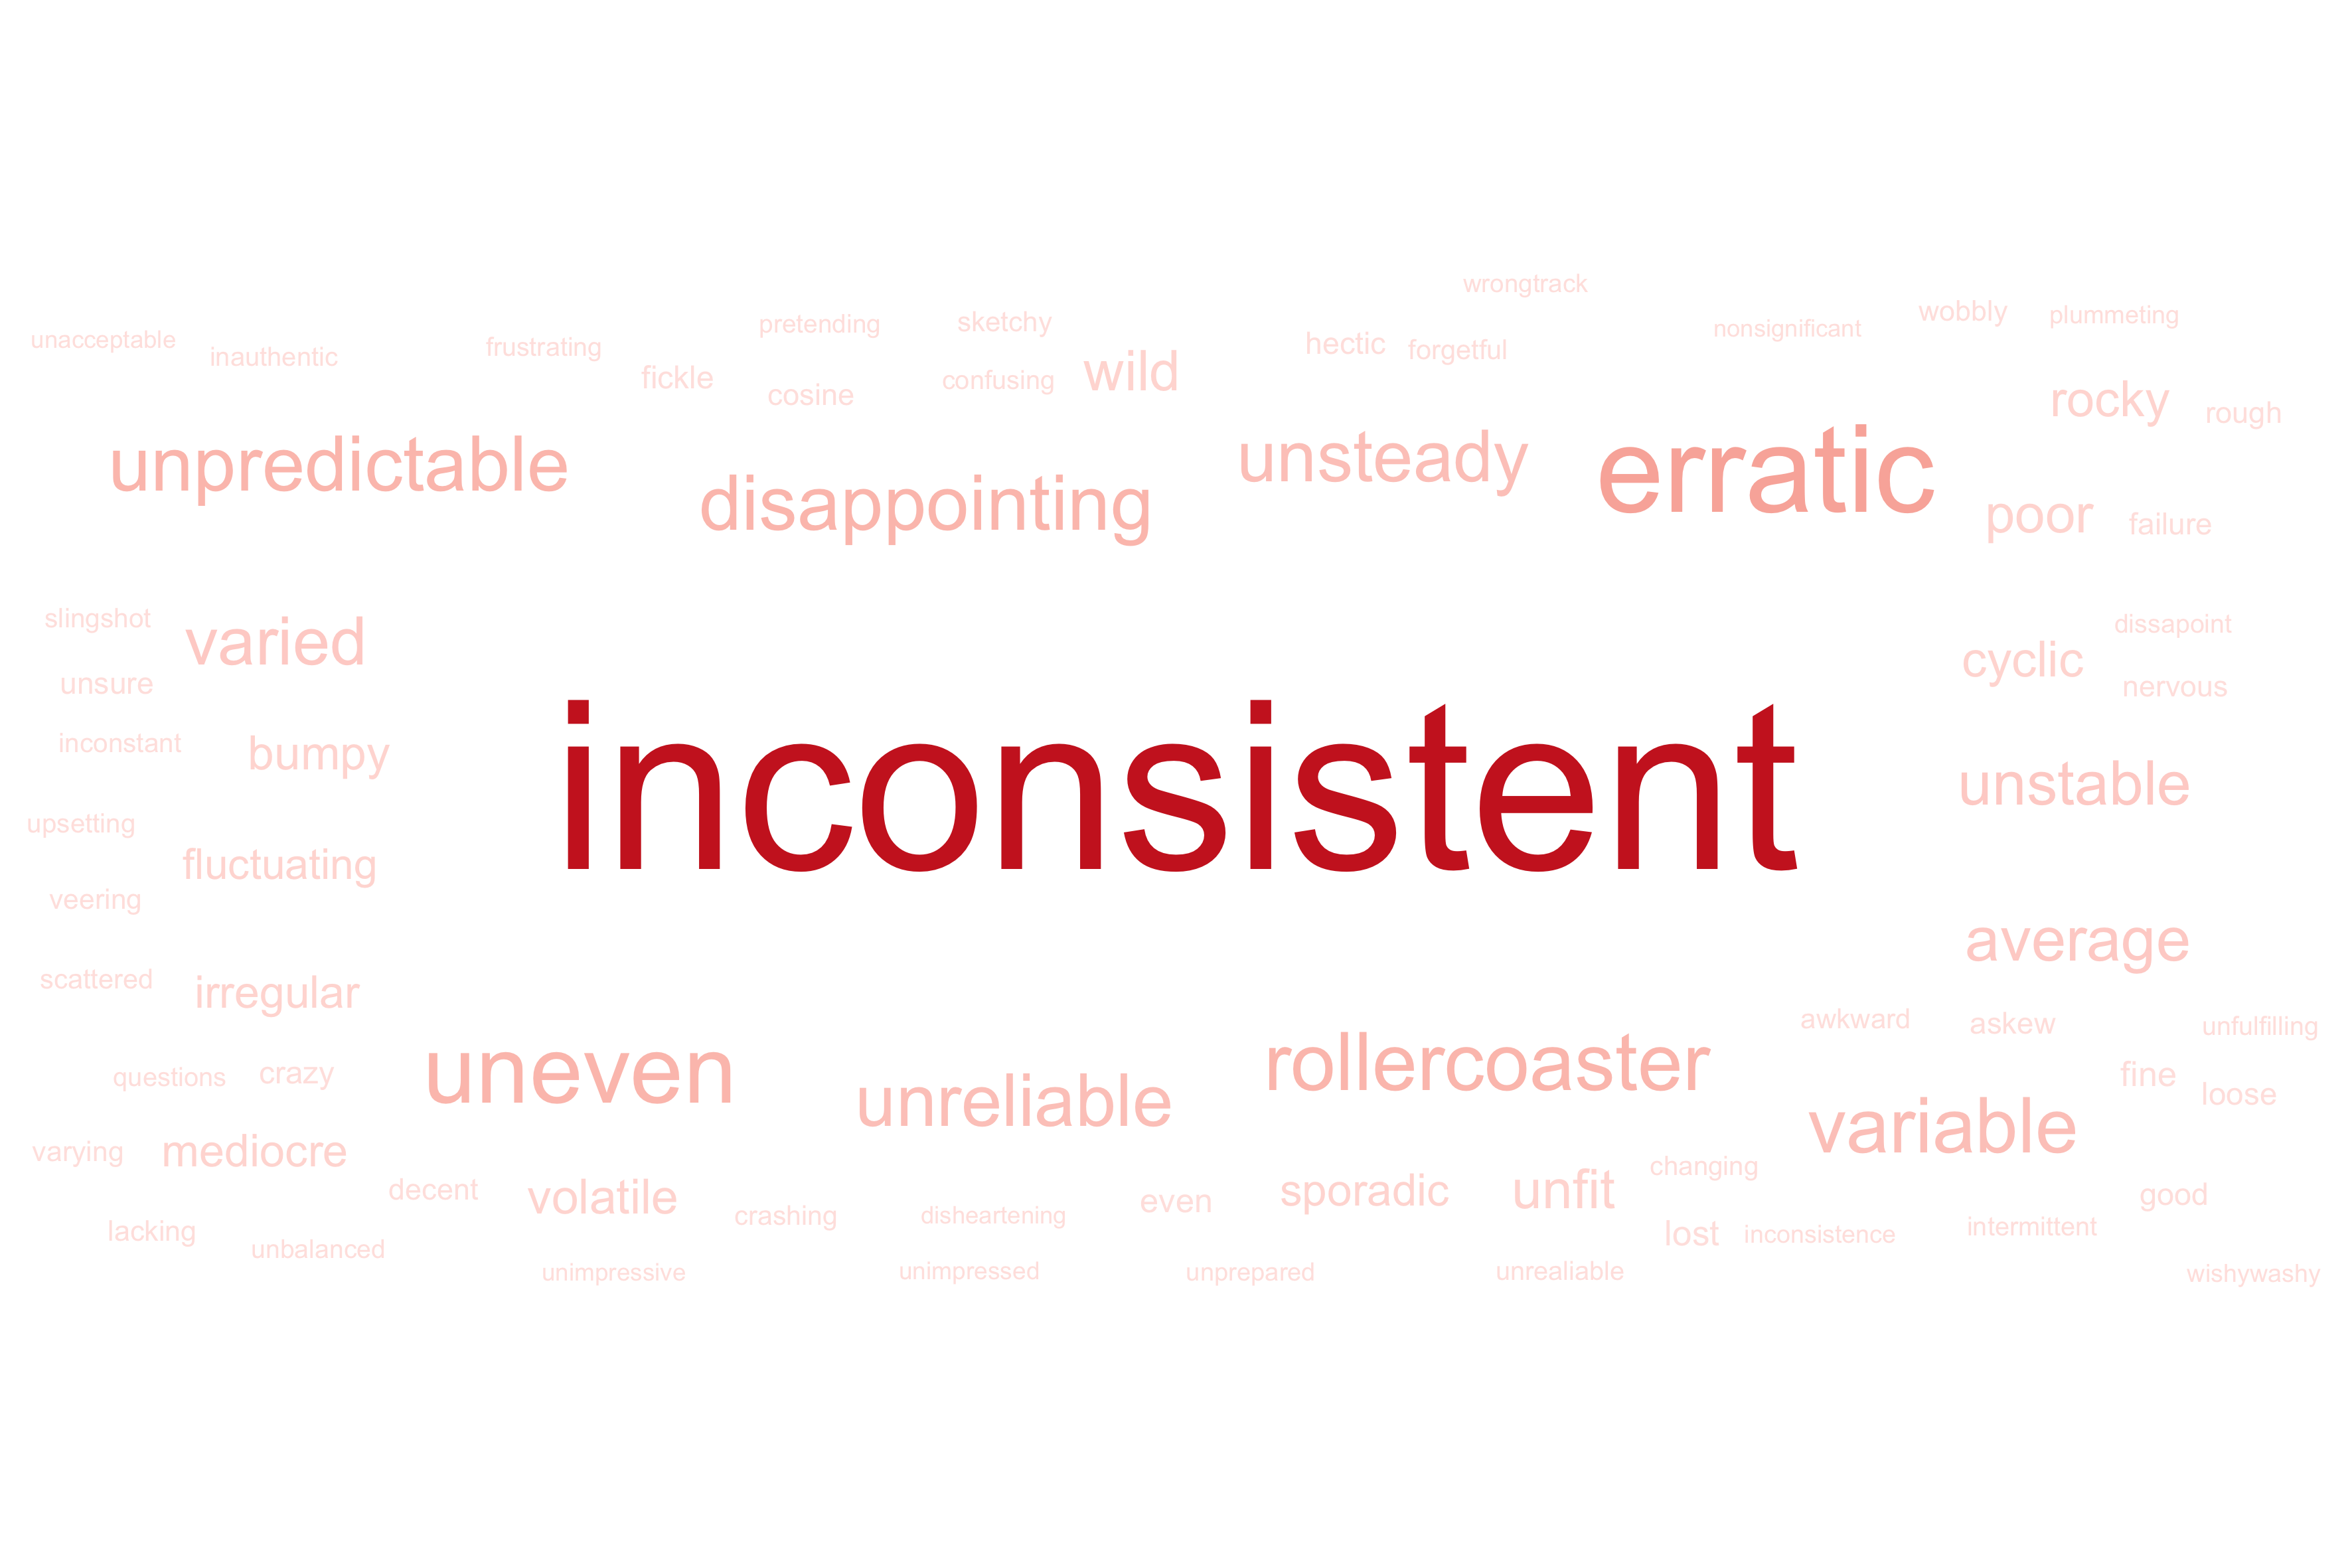 wrongtrack
unacceptable
inauthentic
frustrating
pretending
sketchy
hectic
forgetful
nonsignificant
wobbly
plummeting
fickle
cosine
confusing
wild
rocky
rough
unpredictable
disappointing
unsteady
erratic
poor
failure
slingshot
varied
dissapoint
cyclic
unsure
nervous
inconstant
bumpy
inconsistent
unstable
upsetting
fluctuating
veering
average
scattered
irregular
awkward
askew
unfulfilling
questions
crazy
uneven
unreliable
rollercoaster
fine
loose
variable
varying
mediocre
decent
volatile
crashing
disheartening
even
sporadic
unfit
changing
good
lacking
unbalanced
lost
inconsistence
intermittent
unimpressive
unimpressed
unprepared
unrealiable
wishywashy